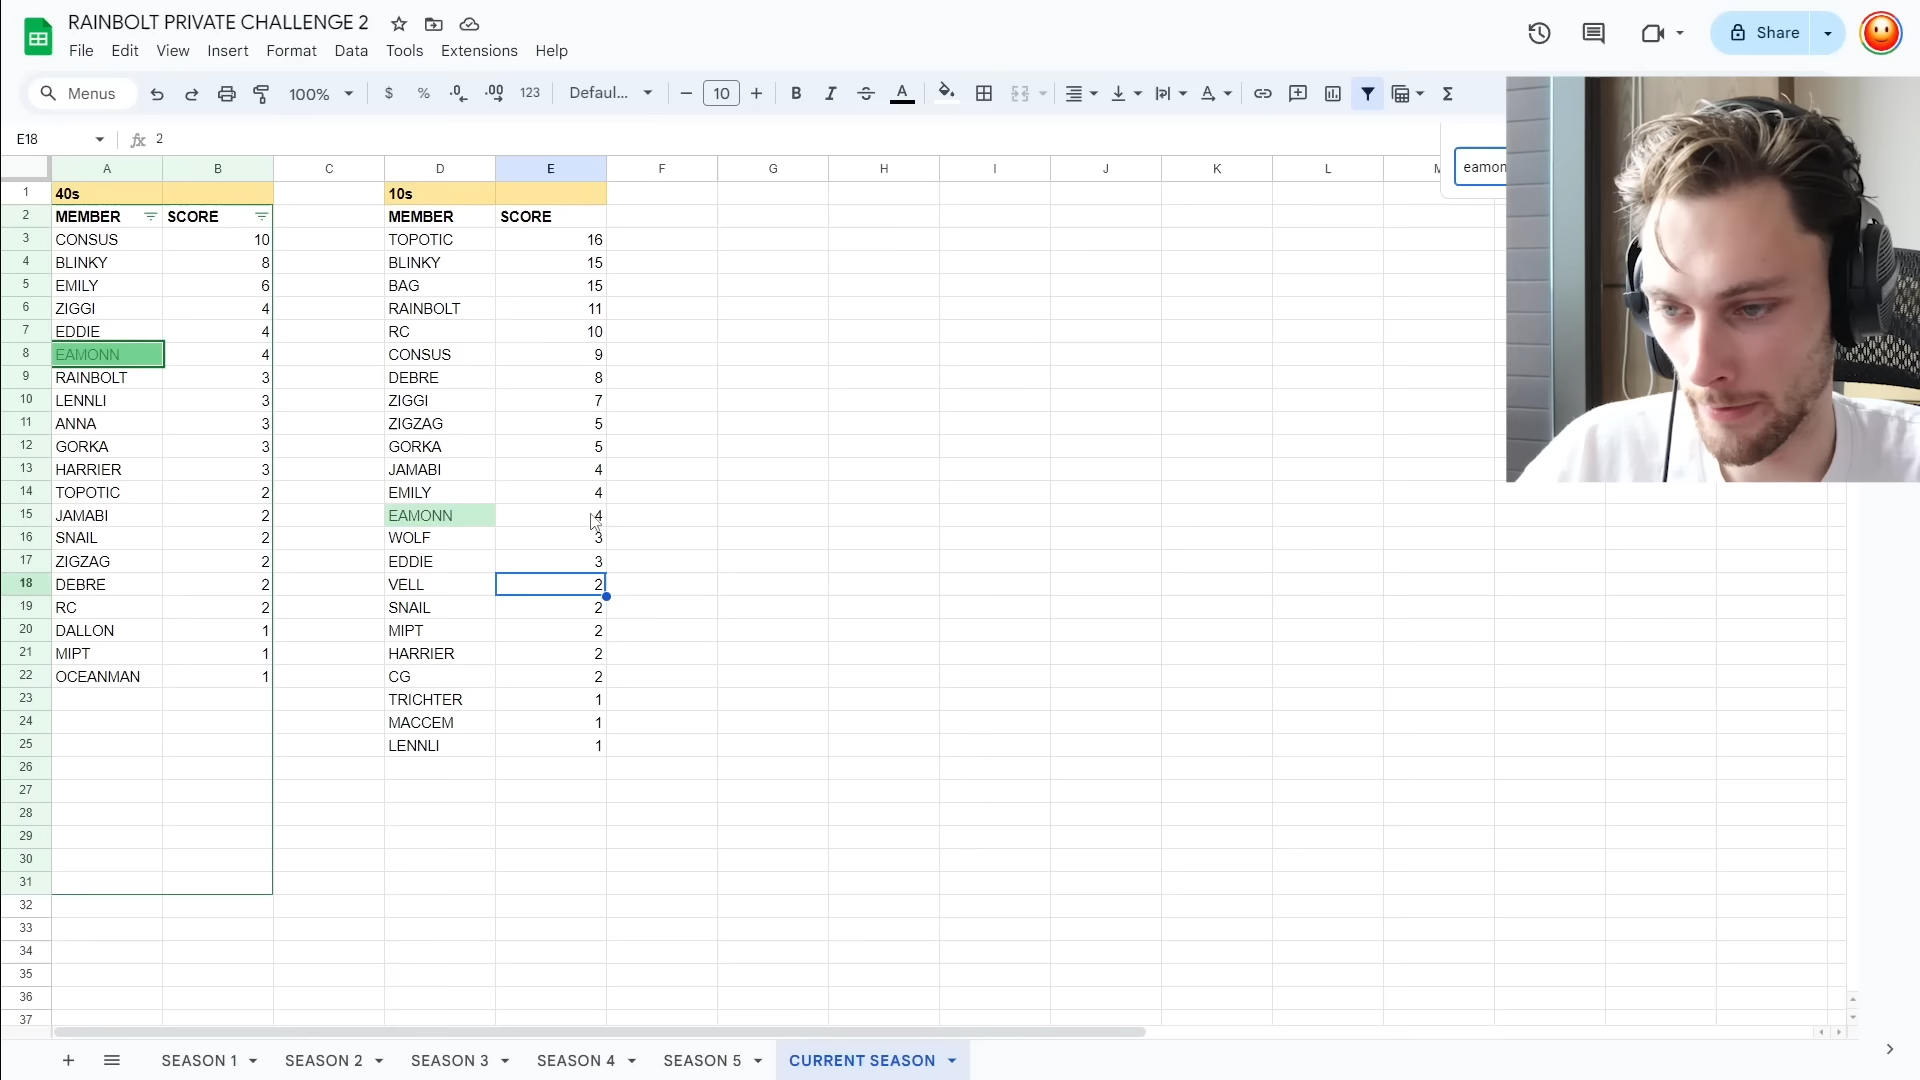 RAINBOLT PRIVATE CHALLENGE 2
File Edit View Insert Format Data Tools Extensions Help
Share
Menus 100% $ % .0 .00 123 Defaul... 10 B I A Σ
E18 fx 2
eamon
A B C D E F G H I J K L
1 40s 10s
2 MEMBER SCORE MEMBER SCORE
3 CONSUS 10 TOPOTIC 16
4 BLINKY 8 BLINKY 15
5 EMILY 6 BAG 15
6 ZIGGI 4 RAINBOLT 11
7 EDDIE 4 RC 10
8 EAMONN 4 CONSUS 9
9 RAINBOLT 3 DEBRE 8
10 LENNLI 3 ZIGGI 7
11 ANNA 3 ZIGZAG 5
12 GORKA 3 GORKA 5
13 HARRIER 3 JAMABI 4
14 TOPOTIC 2 EMILY 4
15 JAMABI 2 EAMONN 4
16 SNAIL 2 WOLF 3
17 ZIGZAG 2 EDDIE 3
18 DEBRE 2 VELL 2
19 RC 2 SNAIL 2
20 DALLON 1 MIPT 2
21 MIPT 1 HARRIER 2
22 OCEANMAN 1 CG 2
23 TRICHTER 1
24 MACCEM 1
25 LENNLI 1
26
27
28
29
30
31
32
33
34
35
36
37
SEASON 1 SEASON 2 SEASON 3 SEASON 4 SEASON 5 CURRENT SEASON